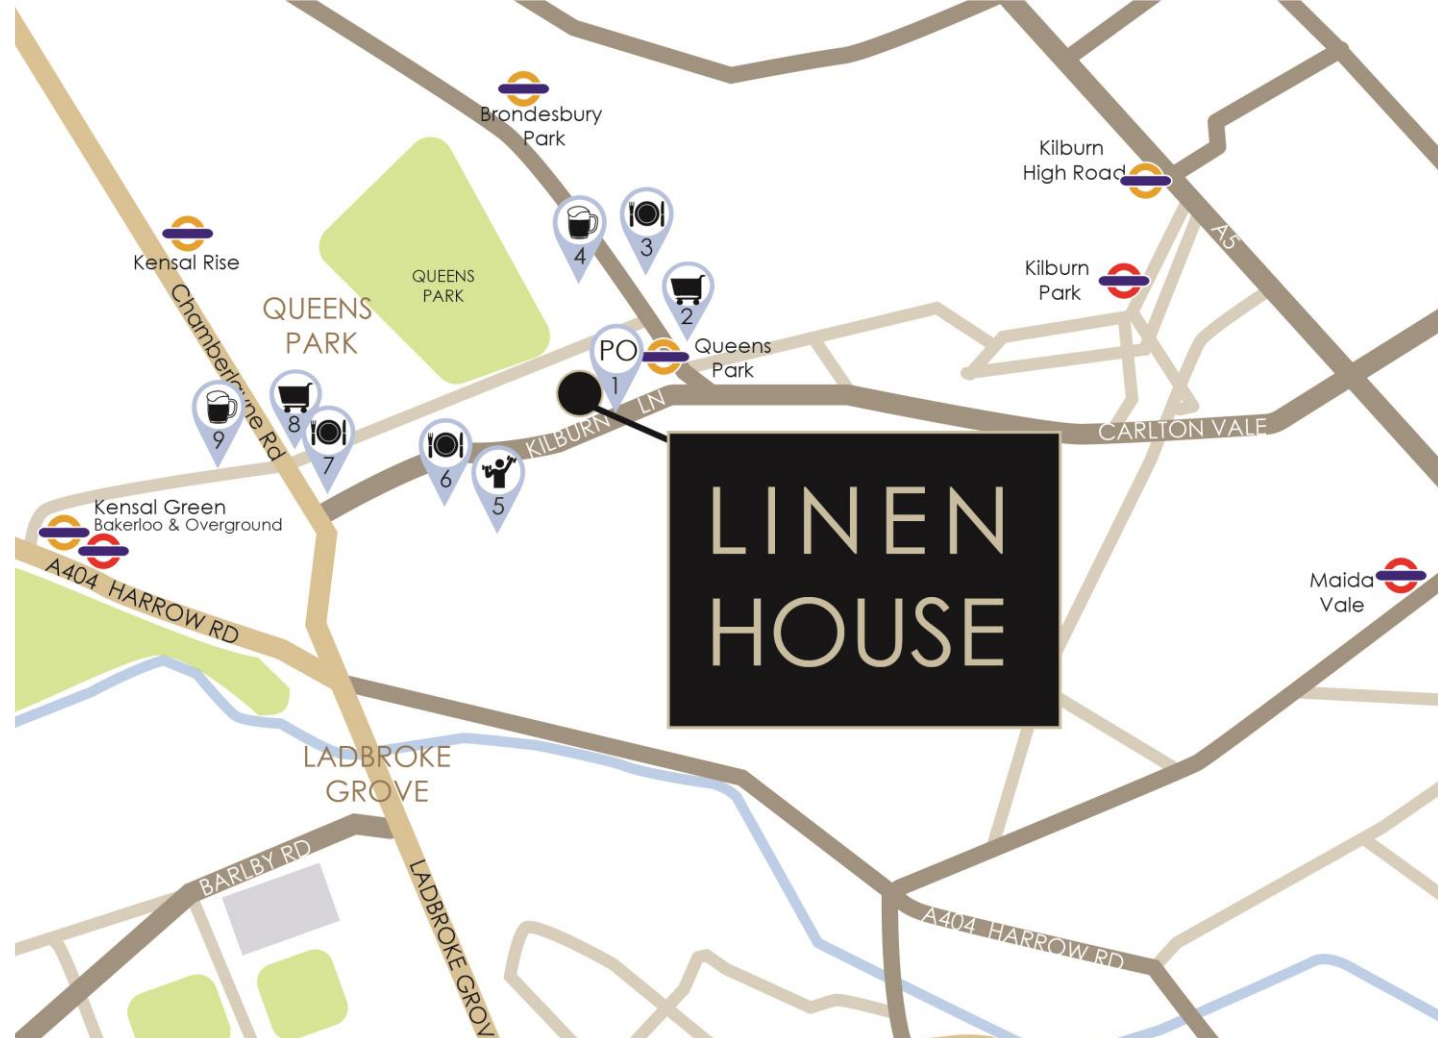 Brondesbury
Park
Kilburn
High Road
A5
Kensal Rise
Kilburn
Park
QUEENS
PARK
QUEENS
PARK
4
3
2
Chamberlayne Rd
PO
1
Queens
Park
9
8
7
6
5
KILBURN LN
CARLTON VALE
Kensal Green
Bakerloo & Overground
A404 HARROW RD
LINEN
HOUSE
Maida
Vale
LADBROKE
GROVE
BARLBY RD
LADBROKE GROV
A404 HARROW RD